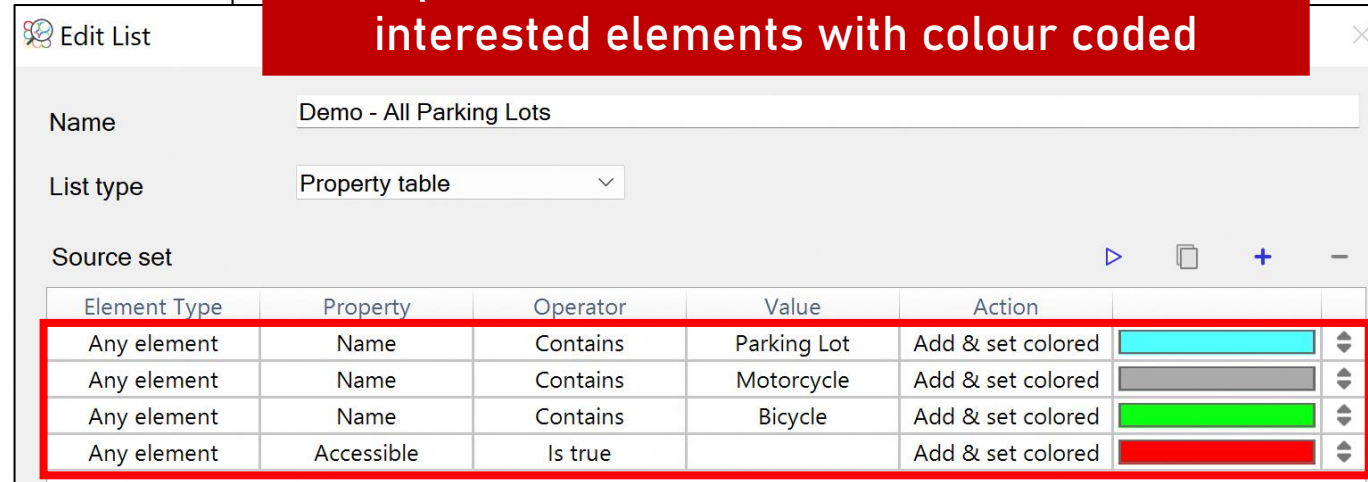 interested elements with colour coded
Edit List
Name
Demo - All Parking Lots
List type
Property table
Source set
Element Type Property Operator Value Action
Any element Name Contains Parking Lot Add & set colored
Any element Name Contains Motorcycle Add & set colored
Any element Name Contains Bicycle Add & set colored
Any element Accessible Is true Add & set colored